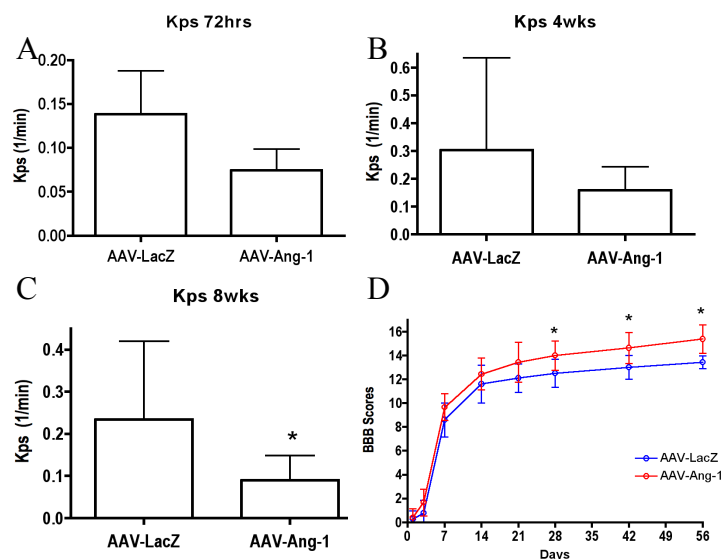 A
Kps 72hrs
Kps (1/min)
0.20
0.15
0.10
0.05
0.00
AAV-LacZ AAV-Ang-1
B
Kps 4wks
Kps (1/min)
0.6
0.5
0.4
0.3
0.2
0.1
0.0
AAV-LacZ AAV-Ang-1
C
Kps 8wks
Kps (1/min)
0.4
0.3
0.2
0.1
0.0
*
AAV-LacZ AAV-Ang-1
D
BBB Scores
16
14
12
10
8
6
4
2
0
* * *
AAV-LacZ
AAV-Ang-1
0 7 14 21 28 35 42 49 56
Days